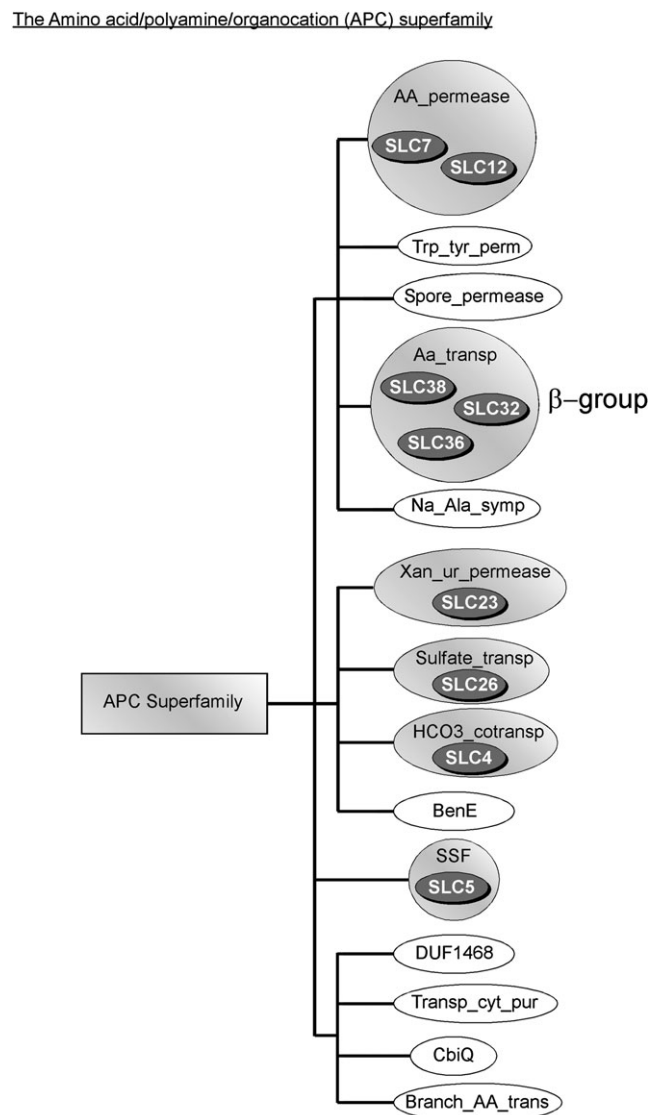 The Amino acid/polyamine/organocation (APC) superfamily
AA_permease
SLC7
SLC12
Trp_tyr_perm
Spore_permease
Aa_transp
SLC38
SLC32
SLC36
β-group
Na_Ala_symp
Xan_ur_permease
SLC23
Sulfate_transp
SLC26
APC Superfamily
HCO3_cotransp
SLC4
BenE
SSF
SLC5
DUF1468
Transp_cyt_pur
CbiQ
Branch_AA_trans